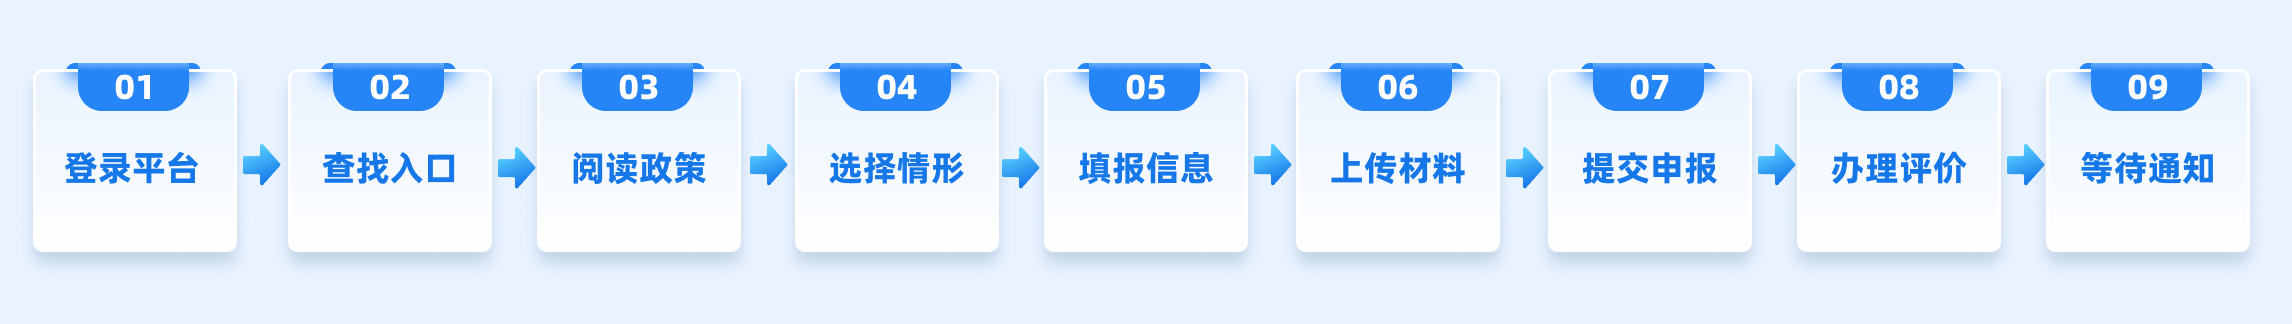 01
登录平台
02
查找入口
03
阅读政策
04
选择情形
05
填报信息
06
上传材料
07
提交申报
08
办理评价
09
等待通知